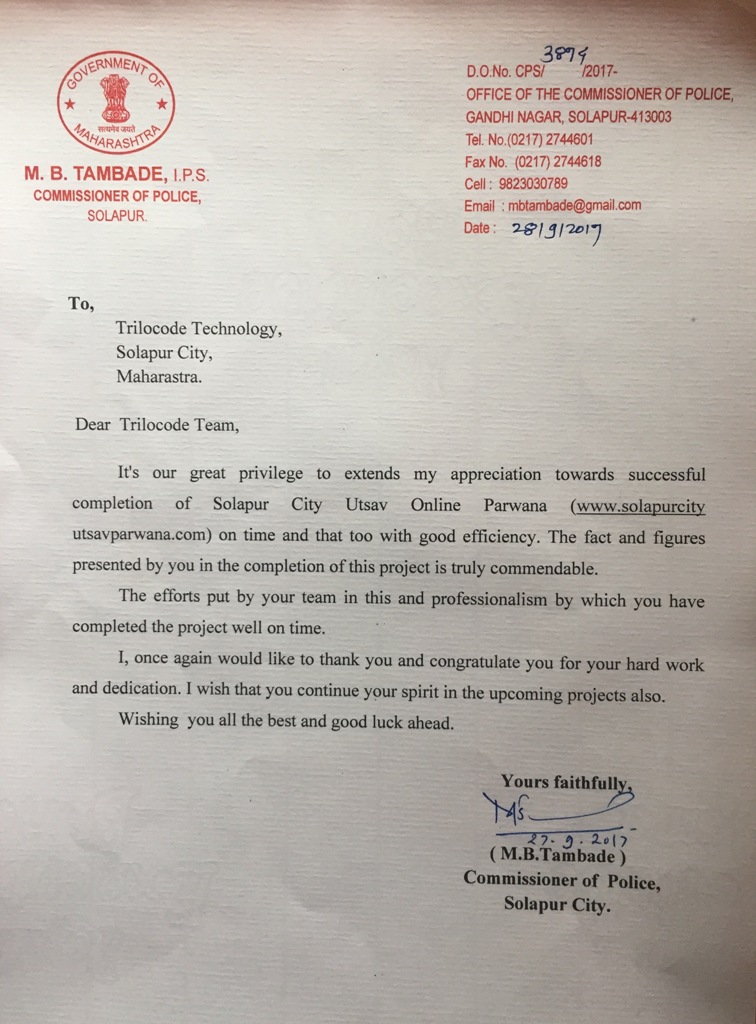 GOVERNMENT OF
MAHARASHTRA
सत्यमेव जयते
M. B. TAMBADE, I.P.S.
COMMISSIONER OF POLICE,
SOLAPUR.
3874
D.O.No. CPS/ /2017-
OFFICE OF THE COMMISSIONER OF POLICE,
GANDHI NAGAR, SOLAPUR-413003
Tel. No.(0217) 2744601
Fax No. (0217) 2744618
Cell : 9823030789
Email : mbtambade@gmail.com
Date : 28/9/2017
To,
Trilocode Technology,
Solapur City,
Maharastra.
Dear Trilocode Team,
It's our great privilege to extends my appreciation towards successful
completion of Solapur City Utsav Online Parwana (www.solapurcity
utsavparwana.com) on time and that too with good efficiency. The fact and figures
presented by you in the completion of this project is truly commendable.
The efforts put by your team in this and professionalism by which you have
completed the project well on time.
I, once again would like to thank you and congratulate you for your hard work
and dedication. I wish that you continue your spirit in the upcoming projects also.
Wishing you all the best and good luck ahead.
Yours faithfully,
27-9.2017
( M.B.Tambade )
Commissioner of Police,
Solapur City.